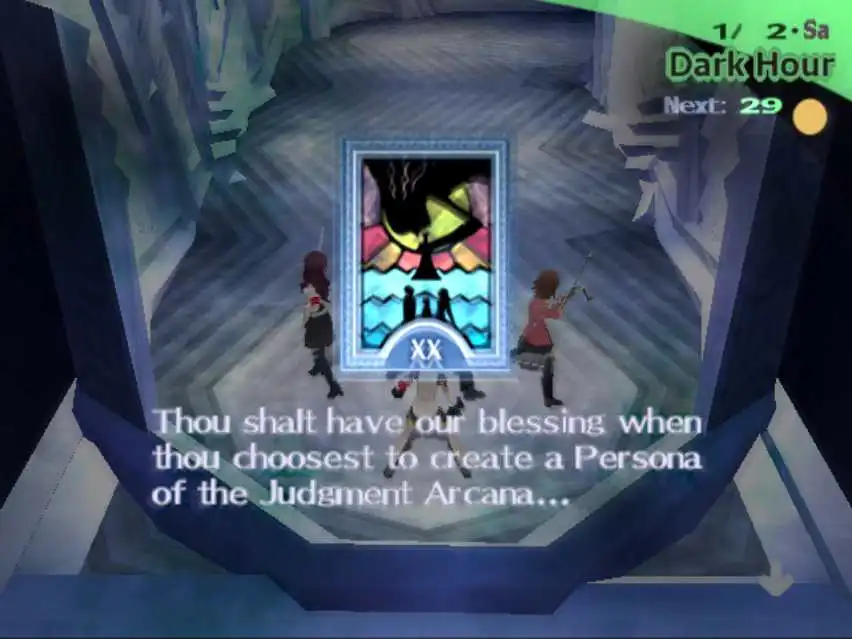 1/ 2・Sa
Dark Hour
Next: 29
XX
Thou shalt have our blessing when
thou choosest to create a Persona
of the Judgment Arcana...